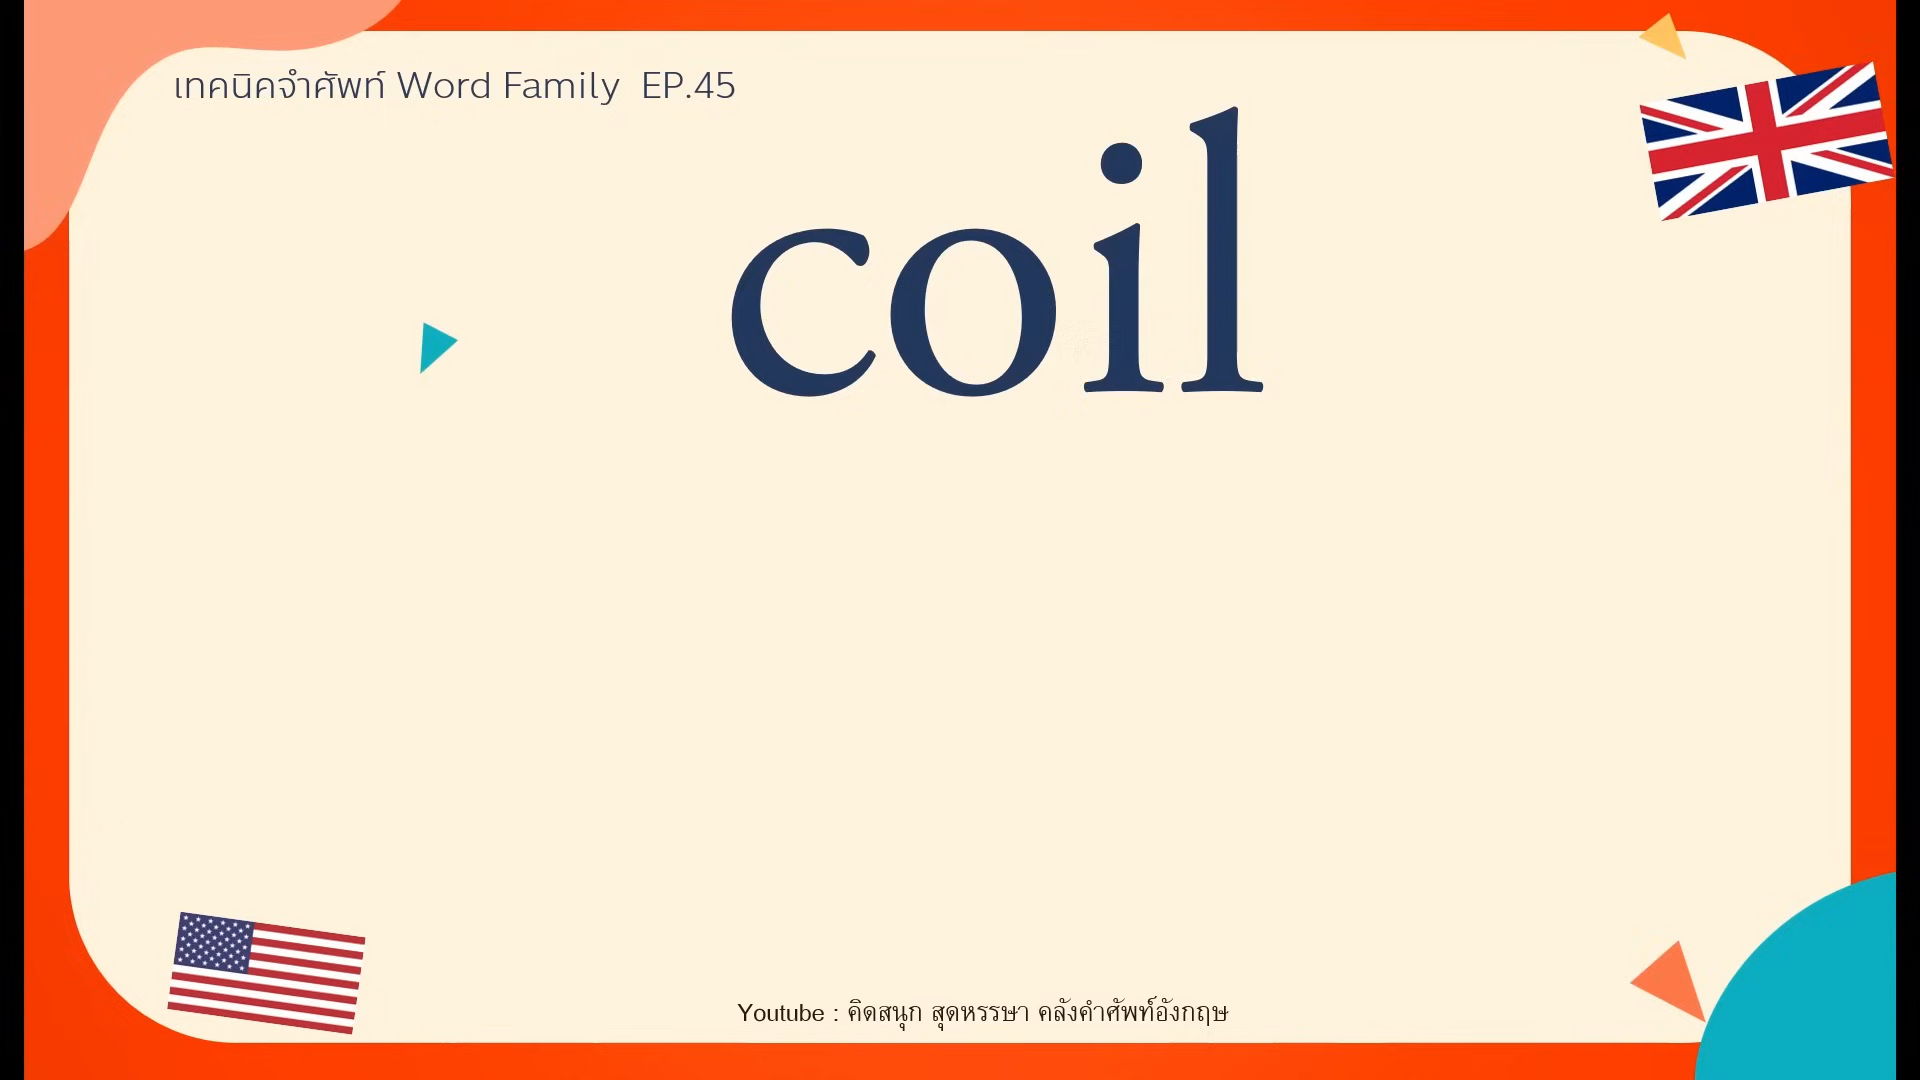 เทคนิคจำศัพท์ Word Family EP.45
coil
Youtube : คิดสนุก สุดหรรษา คลังคำศัพท์อังกฤษ